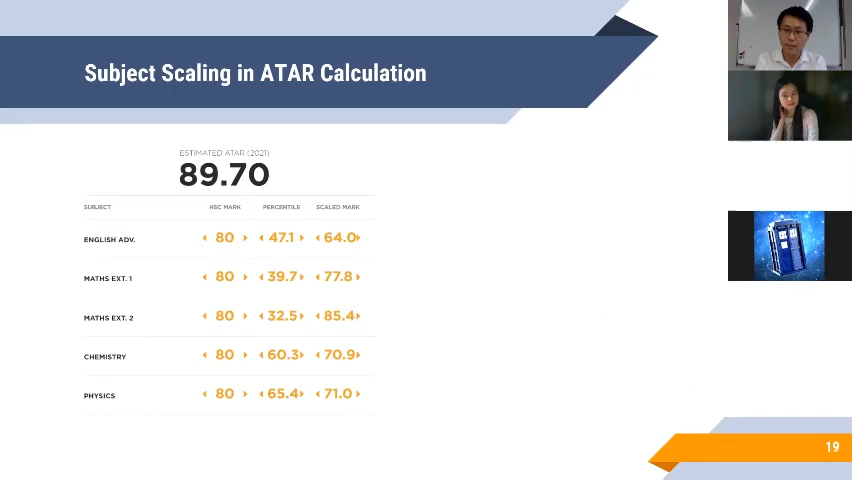 Subject Scaling in ATAR Calculation
ESTIMATED ATAR (2021)
89.70
SUBJECT HSC MARK PERCENTILE SCALED MARK
ENGLISH ADV. 80 47.1 64.0
MATHS EXT. 1 80 39.7 77.8
MATHS EXT. 2 80 32.5 85.4
CHEMISTRY 80 60.3 70.9
PHYSICS 80 65.4 71.0
19